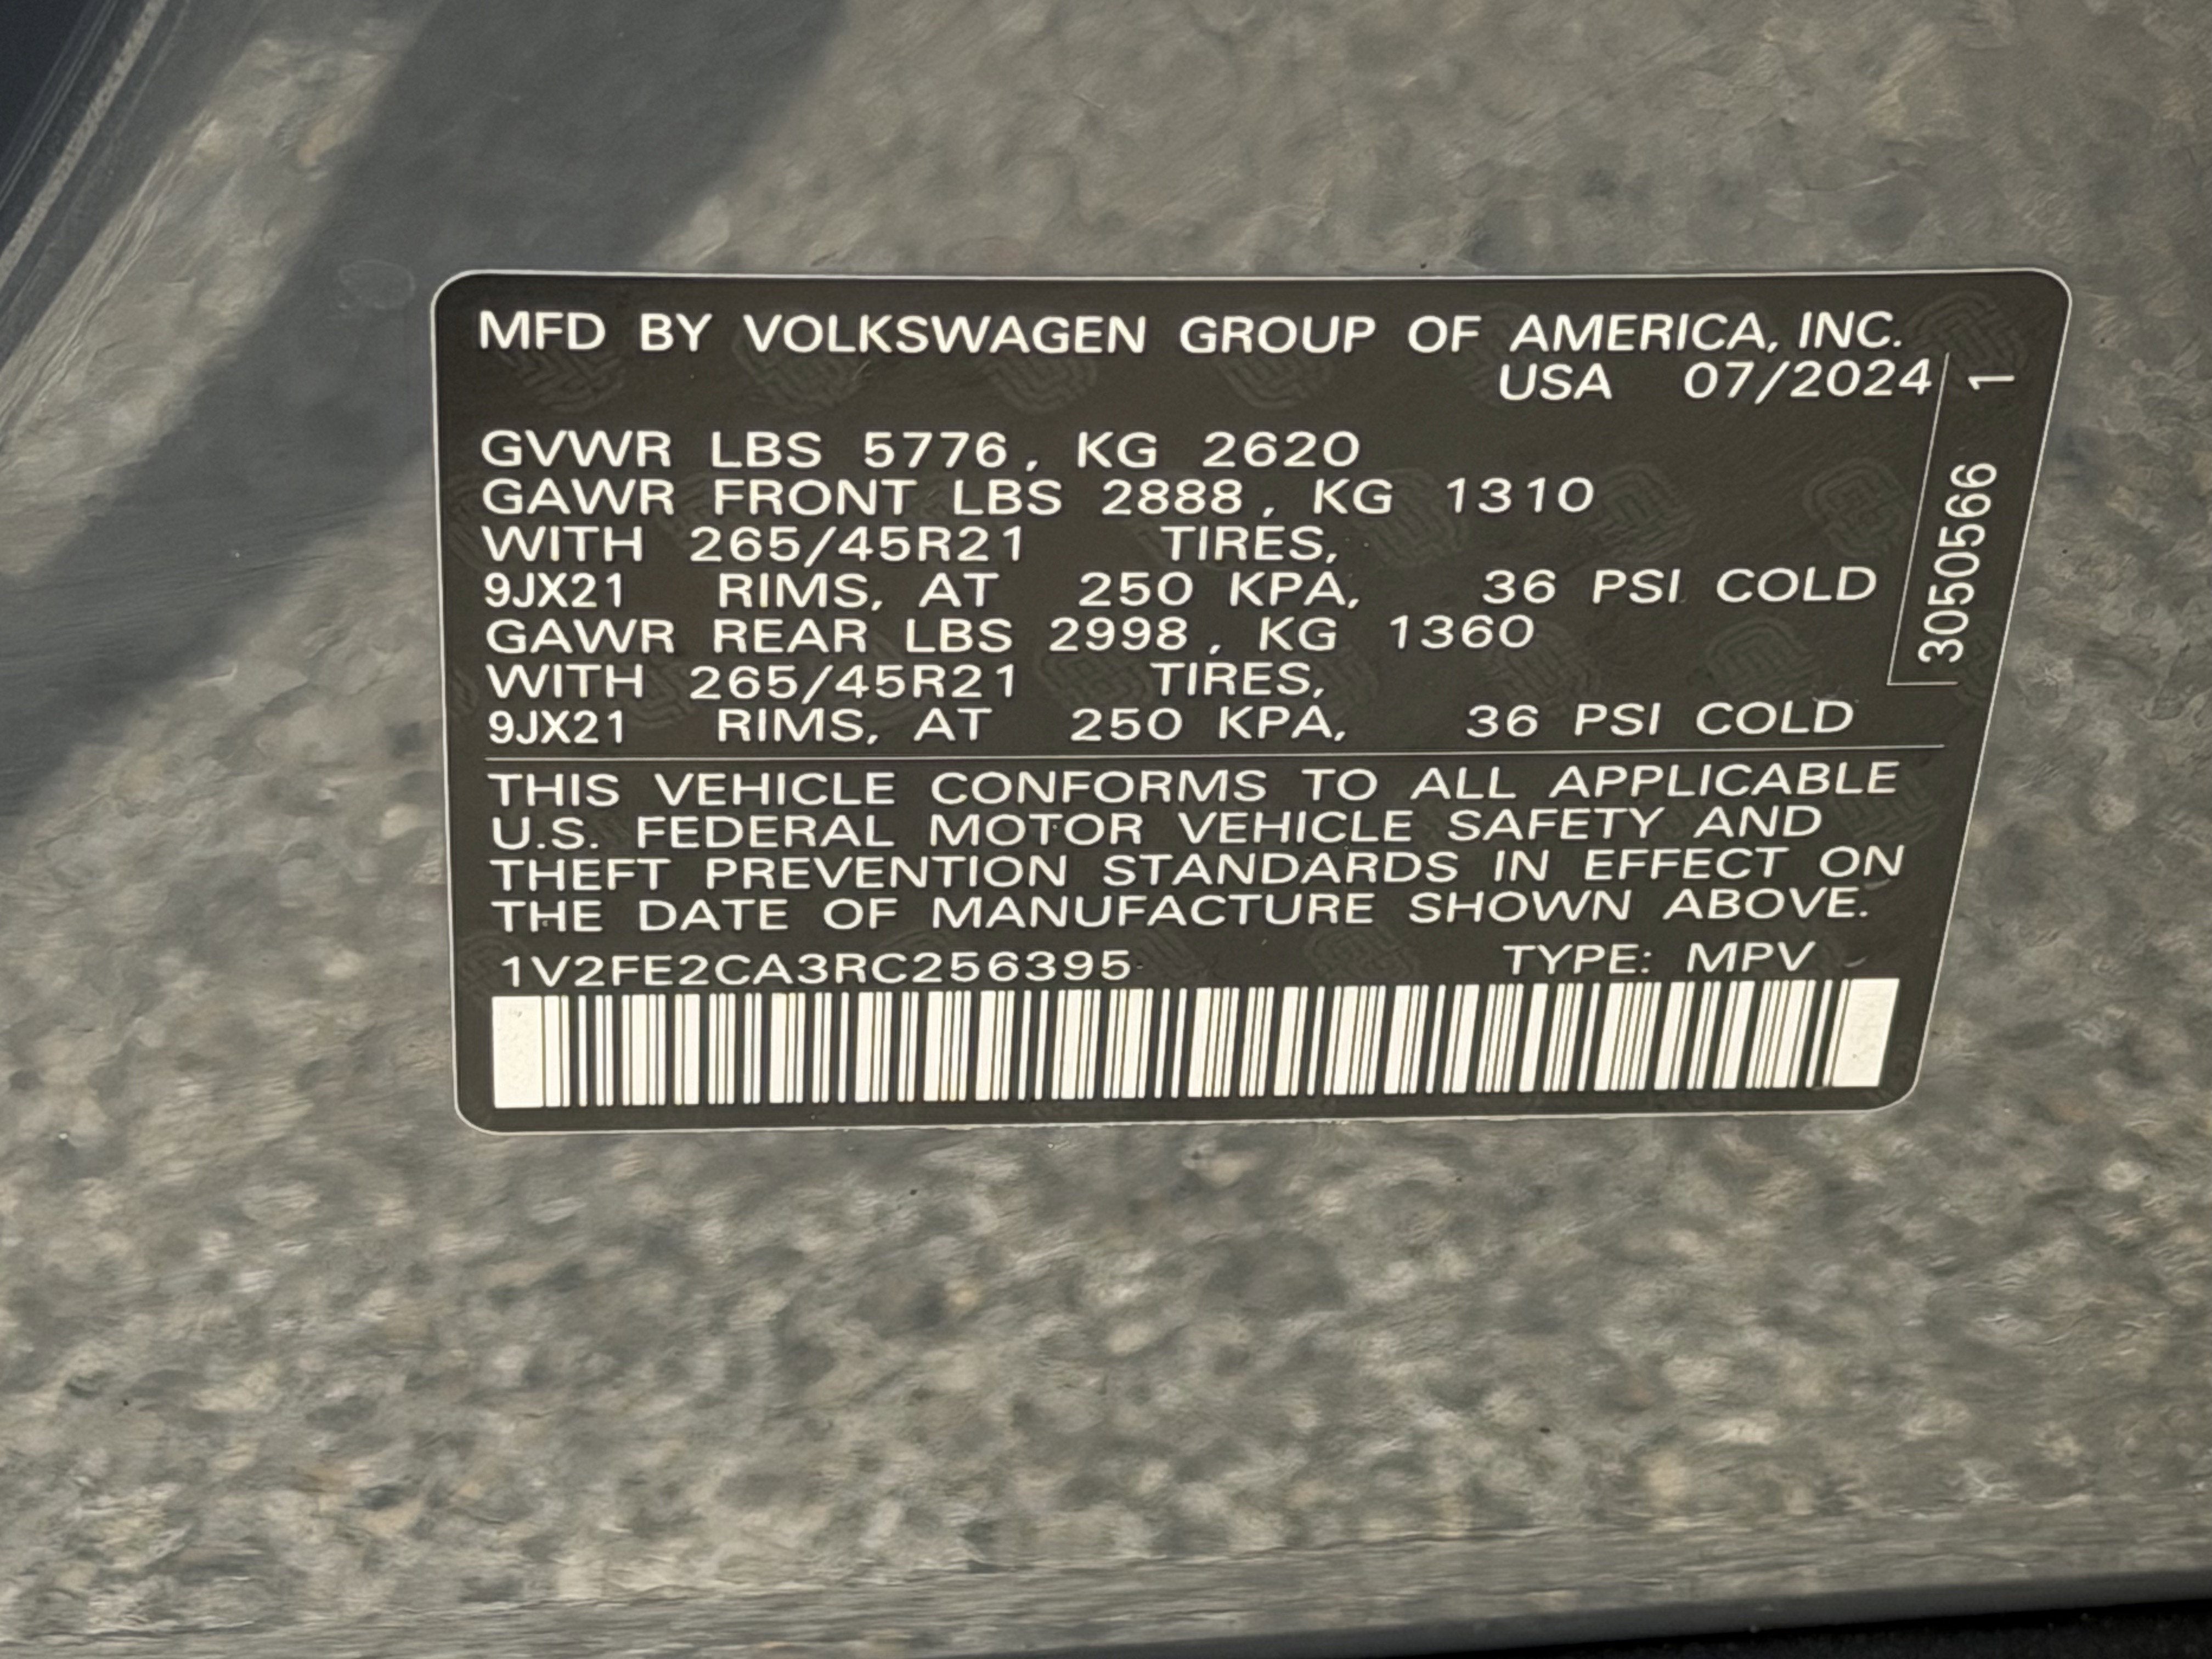 MFD BY VOLKSWAGEN GROUP OF AMERICA, INC.
USA 07/2024
GVWR LBS 5776, KG 2620
GAWR FRONT LBS 2888, KG 1310
WITH 265/45R21 TIRES,
9JX21 RIMS, AT 250 KPA, 36 PSI COLD
GAWR REAR LBS 2998, KG 1360
WITH 265/45R21 TIRES,
9JX21 RIMS, AT 250 KPA, 36 PSI COLD
3050566 1
THIS VEHICLE CONFORMS TO ALL APPLICABLE
U.S. FEDERAL MOTOR VEHICLE SAFETY AND
THEFT PREVENTION STANDARDS IN EFFECT ON
THE DATE OF MANUFACTURE SHOWN ABOVE.
1V2FE2CA3RC256395 TYPE: MPV